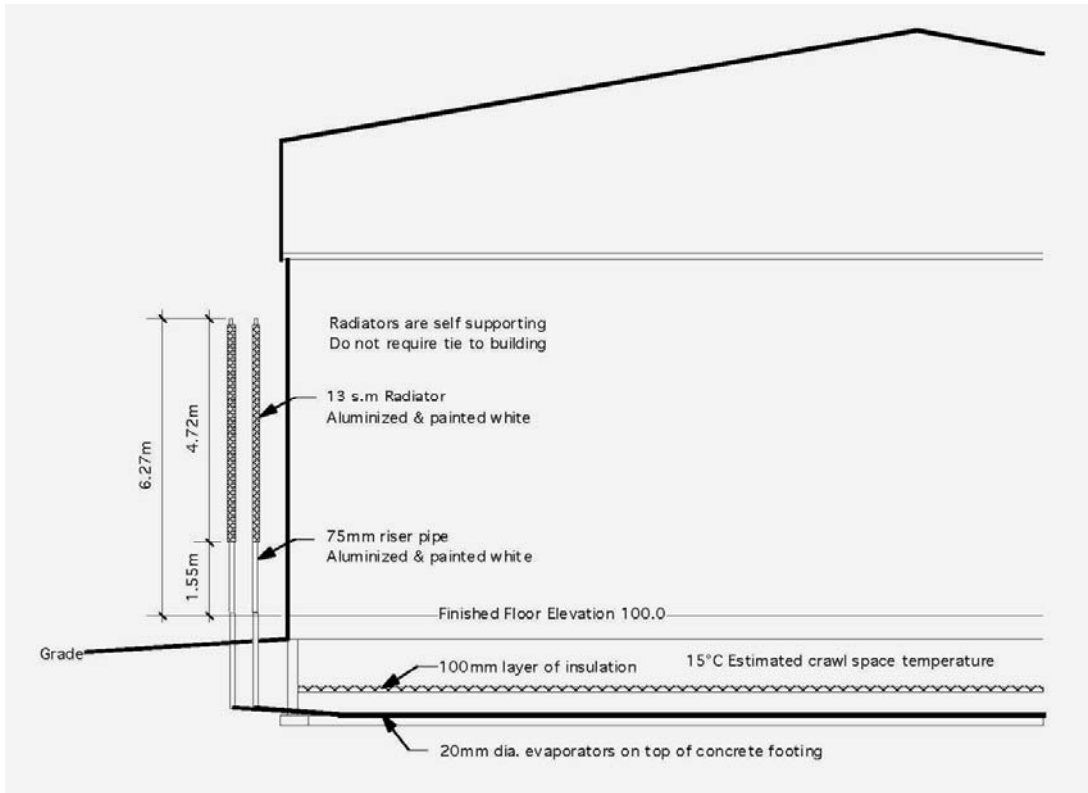 Radiators are self supporting
Do not require tie to building
13 s.m Radiator
Aluminized & painted white
4.72m
6.27m
75mm riser pipe
Aluminized & painted white
1.55m
Finished Floor Elevation 100.0
Grade
100mm layer of insulation
15°C Estimated crawl space temperature
20mm dia. evaporators on top of concrete footing